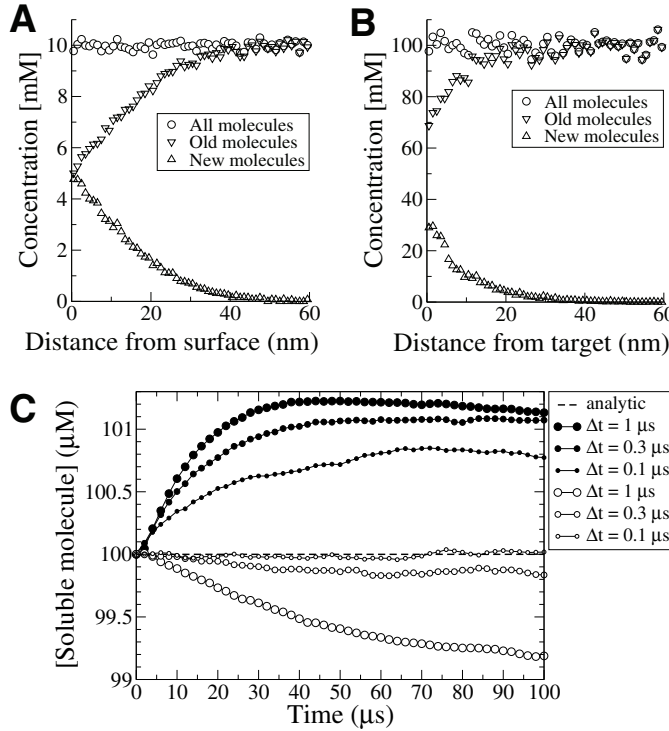 A
Concentration [mM]
10
8
6
4
2
0
All molecules
Old molecules
New molecules
0 20 40 60
Distance from surface (nm)
B
Concentration [mM]
100
80
60
40
20
0
All molecules
Old molecules
New molecules
0 20 40 60
Distance from target (nm)
C
[Soluble molecule] (μM)
101
100.5
100
99.5
99
0 10 20 30 40 50 60 70 80 90 100
Time (μs)
analytic
Δt = 1 μs
Δt = 0.3 μs
Δt = 0.1 μs
Δt = 1 μs
Δt = 0.3 μs
Δt = 0.1 μs